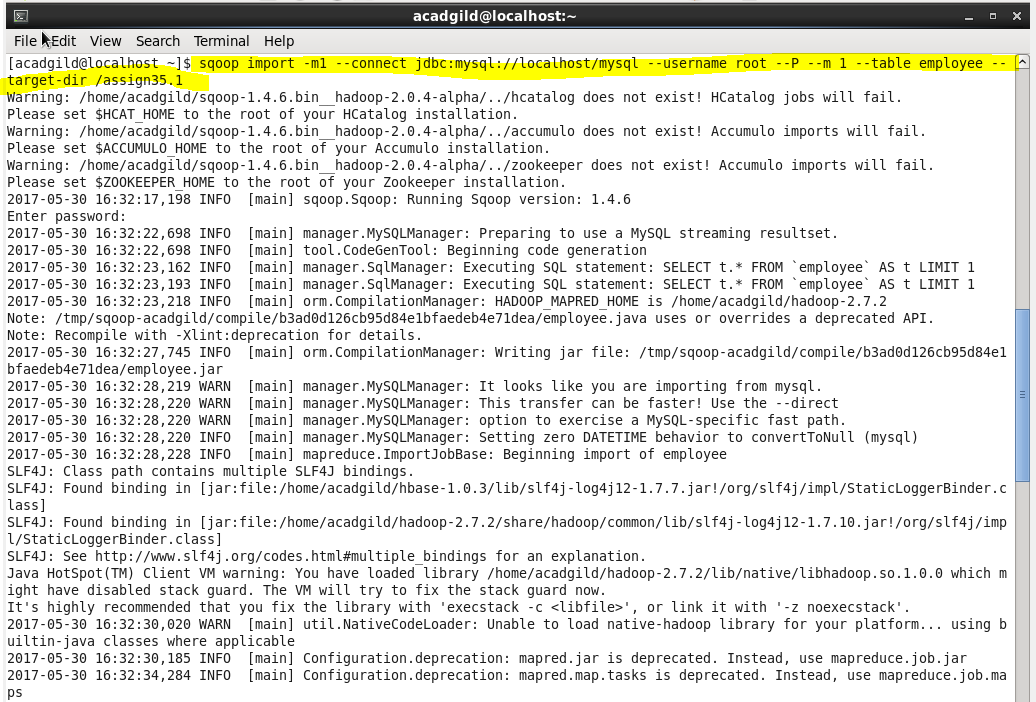 acadgild@localhost:~
File Edit View Search Terminal Help
[acadgild@localhost ~]$ sqoop import -m1 --connect jdbc:mysql://localhost/mysql --username root --P --m 1 --table employee --
target-dir /assign35.1
Warning: /home/acadgild/sqoop-1.4.6.bin__hadoop-2.0.4-alpha/../hcatalog does not exist! HCatalog jobs will fail.
Please set $HCAT_HOME to the root of your HCatalog installation.
Warning: /home/acadgild/sqoop-1.4.6.bin__hadoop-2.0.4-alpha/../accumulo does not exist! Accumulo imports will fail.
Please set $ACCUMULO_HOME to the root of your Accumulo installation.
Warning: /home/acadgild/sqoop-1.4.6.bin__hadoop-2.0.4-alpha/../zookeeper does not exist! Accumulo imports will fail.
Please set $ZOOKEEPER_HOME to the root of your Zookeeper installation.
2017-05-30 16:32:17,198 INFO  [main] sqoop.Sqoop: Running Sqoop version: 1.4.6
Enter password:
2017-05-30 16:32:22,698 INFO  [main] manager.MySQLManager: Preparing to use a MySQL streaming resultset.
2017-05-30 16:32:22,698 INFO  [main] tool.CodeGenTool: Beginning code generation
2017-05-30 16:32:23,162 INFO  [main] manager.SqlManager: Executing SQL statement: SELECT t.* FROM `employee` AS t LIMIT 1
2017-05-30 16:32:23,193 INFO  [main] manager.SqlManager: Executing SQL statement: SELECT t.* FROM `employee` AS t LIMIT 1
2017-05-30 16:32:23,218 INFO  [main] orm.CompilationManager: HADOOP_MAPRED_HOME is /home/acadgild/hadoop-2.7.2
Note: /tmp/sqoop-acadgild/compile/b3ad0d126cb95d84e1bfaedeb4e71dea/employee.java uses or overrides a deprecated API.
Note: Recompile with -Xlint:deprecation for details.
2017-05-30 16:32:27,745 INFO  [main] orm.CompilationManager: Writing jar file: /tmp/sqoop-acadgild/compile/b3ad0d126cb95d84e1
bfaedeb4e71dea/employee.jar
2017-05-30 16:32:28,219 WARN  [main] manager.MySQLManager: It looks like you are importing from mysql.
2017-05-30 16:32:28,220 WARN  [main] manager.MySQLManager: This transfer can be faster! Use the --direct
2017-05-30 16:32:28,220 WARN  [main] manager.MySQLManager: option to exercise a MySQL-specific fast path.
2017-05-30 16:32:28,220 INFO  [main] manager.MySQLManager: Setting zero DATETIME behavior to convertToNull (mysql)
2017-05-30 16:32:28,228 INFO  [main] mapreduce.ImportJobBase: Beginning import of employee
SLF4J: Class path contains multiple SLF4J bindings.
SLF4J: Found binding in [jar:file:/home/acadgild/hbase-1.0.3/lib/slf4j-log4j12-1.7.7.jar!/org/slf4j/impl/StaticLoggerBinder.c
lass]
SLF4J: Found binding in [jar:file:/home/acadgild/hadoop-2.7.2/share/hadoop/common/lib/slf4j-log4j12-1.7.10.jar!/org/slf4j/imp
l/StaticLoggerBinder.class]
SLF4J: See http://www.slf4j.org/codes.html#multiple_bindings for an explanation.
Java HotSpot(TM) Client VM warning: You have loaded library /home/acadgild/hadoop-2.7.2/lib/native/libhadoop.so.1.0.0 which m
ight have disabled stack guard. The VM will try to fix the stack guard now.
It's highly recommended that you fix the library with 'execstack -c <libfile>', or link it with '-z noexecstack'.
2017-05-30 16:32:30,020 WARN  [main] util.NativeCodeLoader: Unable to load native-hadoop library for your platform... using b
uiltin-java classes where applicable
2017-05-30 16:32:30,185 INFO  [main] Configuration.deprecation: mapred.jar is deprecated. Instead, use mapreduce.job.jar
2017-05-30 16:32:34,284 INFO  [main] Configuration.deprecation: mapred.map.tasks is deprecated. Instead, use mapreduce.job.ma
ps